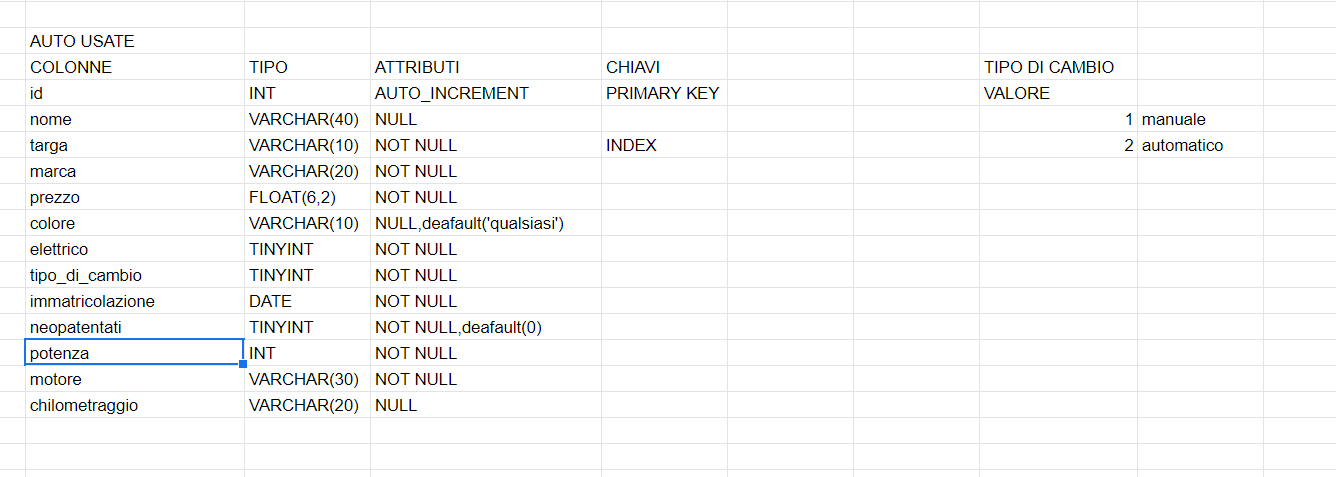 AUTO USATE
COLONNE TIPO ATTRIBUTI CHIAVI TIPO DI CAMBIO
id INT AUTO_INCREMENT PRIMARY KEY VALORE
nome VARCHAR(40) NULL 1 manuale
targa VARCHAR(10) NOT NULL INDEX 2 automatico
marca VARCHAR(20) NOT NULL
prezzo FLOAT(6,2) NOT NULL
colore VARCHAR(10) NULL,deafault('qualsiasi')
elettrico TINYINT NOT NULL
tipo_di_cambio TINYINT NOT NULL
immatricolazione DATE NOT NULL
neopatentati TINYINT NOT NULL,deafault(0)
potenza INT NOT NULL
motore VARCHAR(30) NOT NULL
chilometraggio VARCHAR(20) NULL